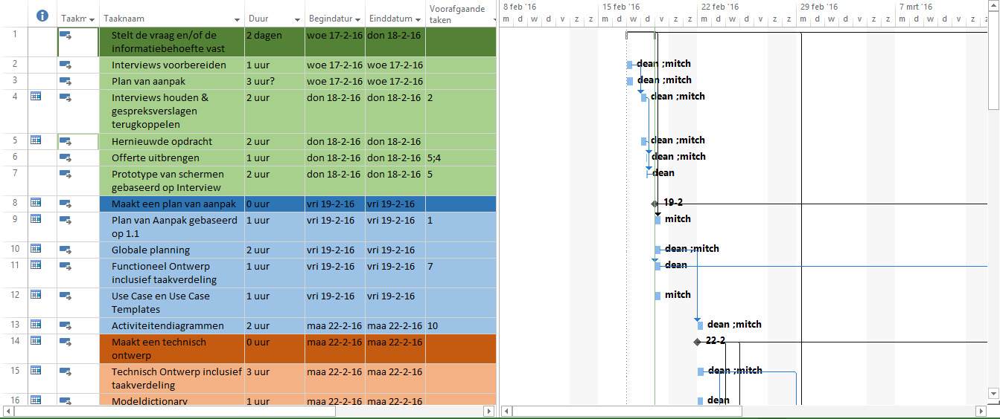 Taakm Taaknaam Duur Begindatur Einddatum Voorafgaande
taken
1 Stelt de vraag en/of de 2 dagen woe 17-2-16 don 18-2-16
informatiebehoefte vast
2 Interviews voorbereiden 1 uur woe 17-2-16 woe 17-2-16
3 Plan van aanpak 3 uur? woe 17-2-16 woe 17-2-16
4 Interviews houden & 2 uur don 18-2-16 don 18-2-16 2
gespreksverslagen
terugkoppelen
5 Hernieuwde opdracht 2 uur don 18-2-16 don 18-2-16
6 Offerte uitbrengen 1 uur don 18-2-16 don 18-2-16 5;4
7 Prototype van schermen 2 uur don 18-2-16 don 18-2-16 5
gebaseerd op Interview
8 Maakt een plan van aanpak 0 uur vri 19-2-16 vri 19-2-16
9 Plan van Aanpak gebaseerd 1 uur vri 19-2-16 vri 19-2-16 1
op 1.1
10 Globale planning 2 uur vri 19-2-16 vri 19-2-16
11 Functioneel Ontwerp 1 uur vri 19-2-16 vri 19-2-16 7
inclusief taakverdeling
12 Use Case en Use Case 1 uur vri 19-2-16 vri 19-2-16
Templates
13 Activiteitendiagrammen 2 uur maa 22-2-16 maa 22-2-16 10
14 Maakt een technisch 0 uur maa 22-2-16 maa 22-2-16
ontwerp
15 Technisch Ontwerp inclusief 3 uur maa 22-2-16 maa 22-2-16
taakverdeling
16 Modeldictionary 1 uur maa 22-2-16 maa 22-2-16
8 feb '16 15 feb '16 22 feb '16 29 feb '16 7 mrt '16
m d w d v z z m d w d v z z m d w d v z z m d w d v z z m d w d v z z
dean ;mitch
dean ;mitch
dean ;mitch
dean ;mitch
dean ;mitch
dean
19-2
mitch
dean ;mitch
dean
mitch
dean ;mitch
22-2
dean ;mitch
dean